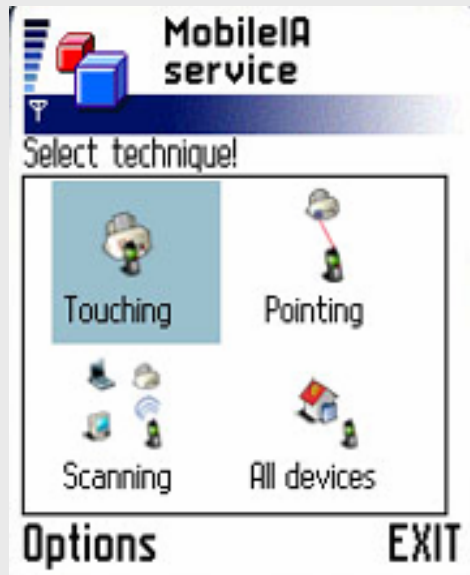 MobileIA
service
Select technique!
Touching
Pointing
Scanning
All devices
Options
EXIT